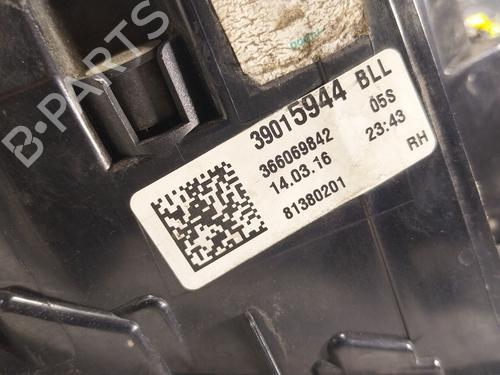 39015944 BLL
366069842 05S
14.03.16 23:43
81380201 RH
B-PARTS